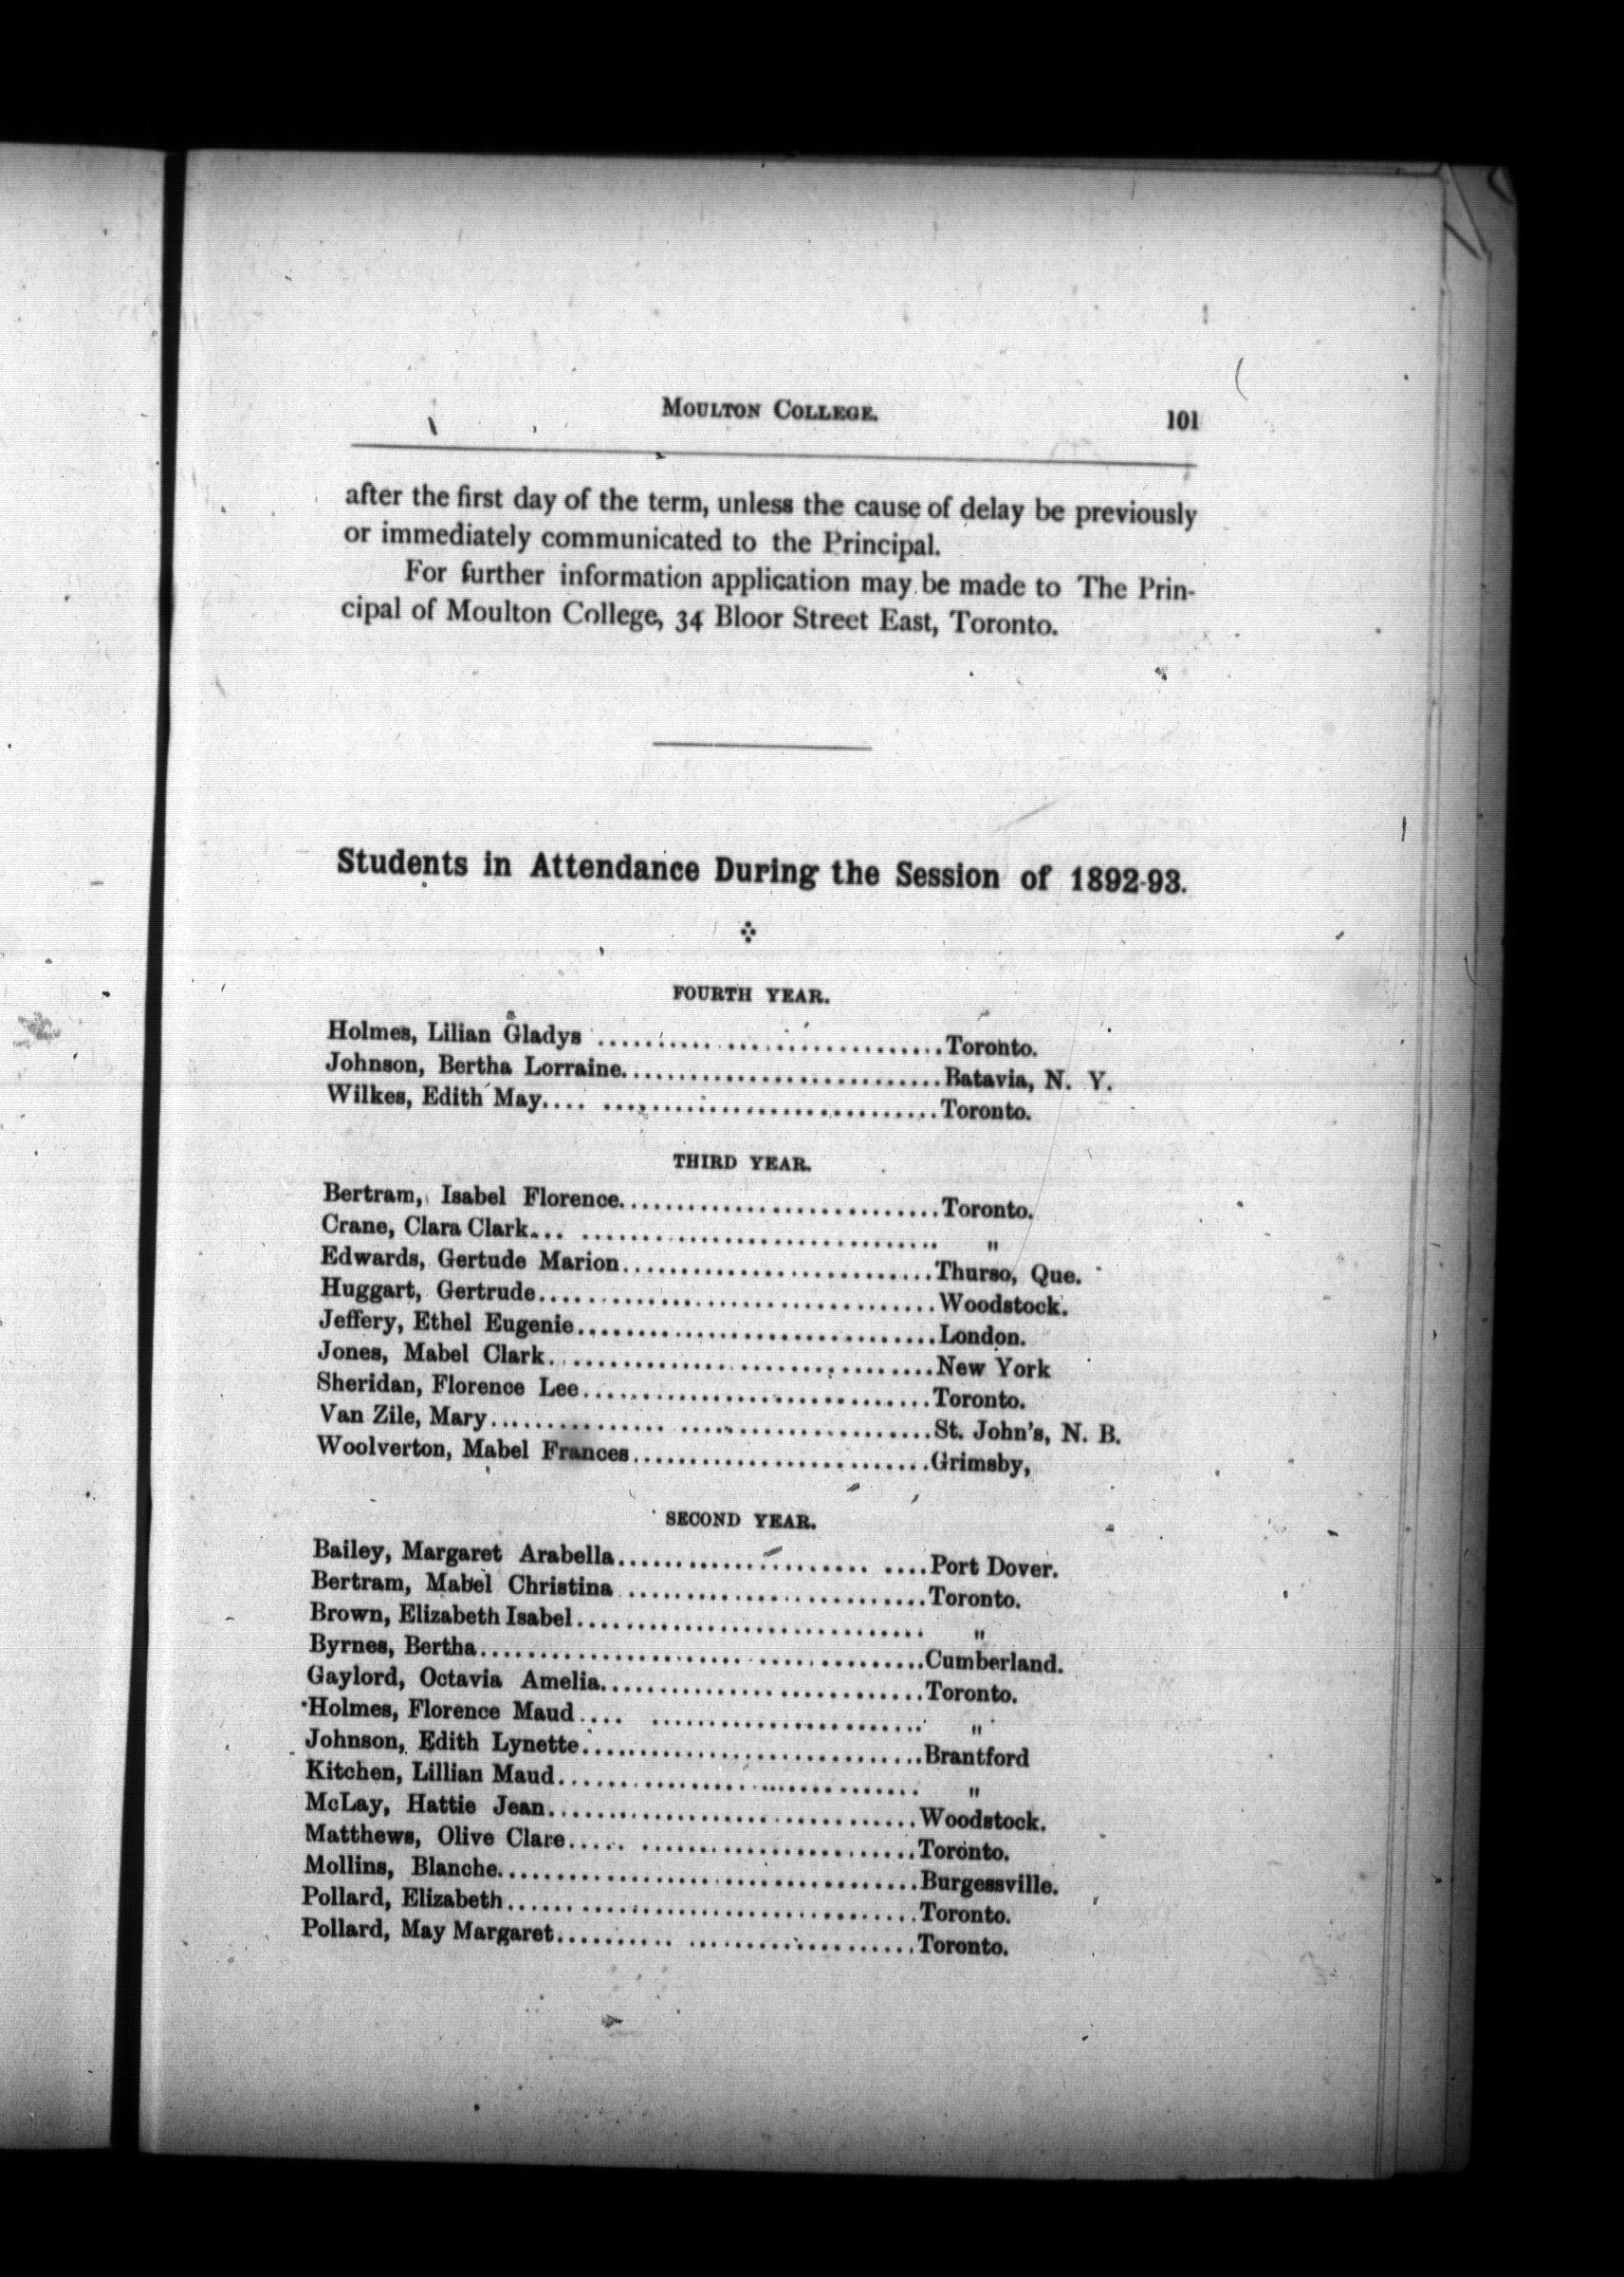 MOULTON COLLEGE. 101
after the first day of the term, unless the cause of delay be previously
or immediately communicated to the Principal.
For further information application may be made to The Prin-
cipal of Moulton College, 34 Bloor Street East, Toronto.
Students in Attendance During the Session of 1892-93.
FOURTH YEAR.
Holmes, Lilian Gladys ........................ Toronto.
Johnson, Bertha Lorraine........................ Batavia, N. Y.
Wilkes, Edith May........................ Toronto.
THIRD YEAR.
Bertram, Isabel Florence........................ Toronto.
Crane, Clara Clark........................ "
Edwards, Gertude Marion........................ Thurso, Que.
Huggart, Gertrude........................ Woodstock.
Jeffery, Ethel Eugenie........................ London.
Jones, Mabel Clark........................ New York
Sheridan, Florence Lee........................ Toronto.
Van Zile, Mary........................ St. John's, N. B.
Woolverton, Mabel Frances........................ Grimsby,
SECOND YEAR.
Bailey, Margaret Arabella........................ Port Dover.
Bertram, Mabel Christina ........................ Toronto.
Brown, Elizabeth Isabel........................ "
Byrnes, Bertha........................ Cumberland.
Gaylord, Octavia Amelia........................ Toronto.
Holmes, Florence Maud........................ "
Johnson, Edith Lynette........................ Brantford
Kitchen, Lillian Maud........................ "
McLay, Hattie Jean........................ Woodstock.
Matthews, Olive Clare........................ Toronto.
Mollins, Blanche........................ Burgessville.
Pollard, Elizabeth........................ Toronto.
Pollard, May Margaret........................ Toronto.